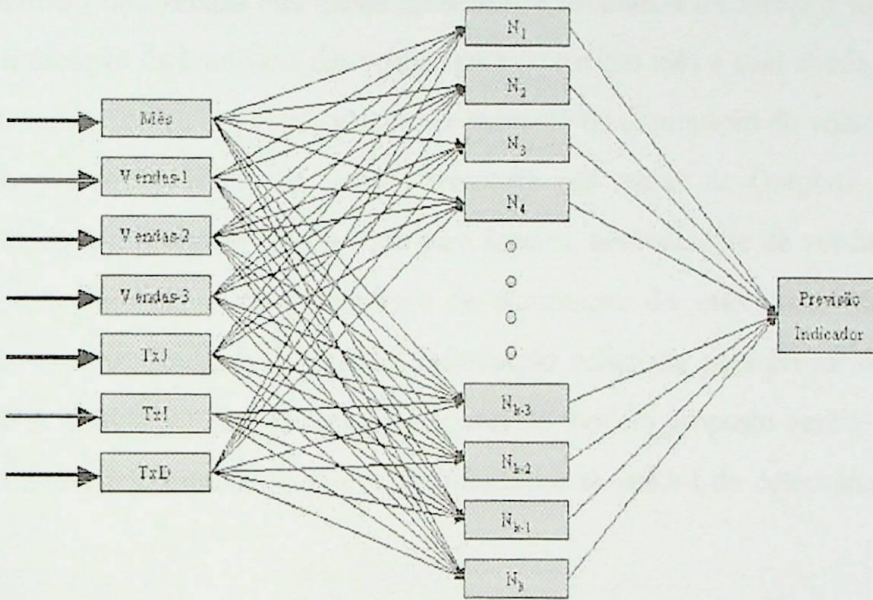 Mês
Vendas-1
Vendas-2
Vendas-3
TxJ
TxI
TxD
N1
N2
N3
N4
Nk-3
Nk-2
Nk-1
Previsão
Indicador